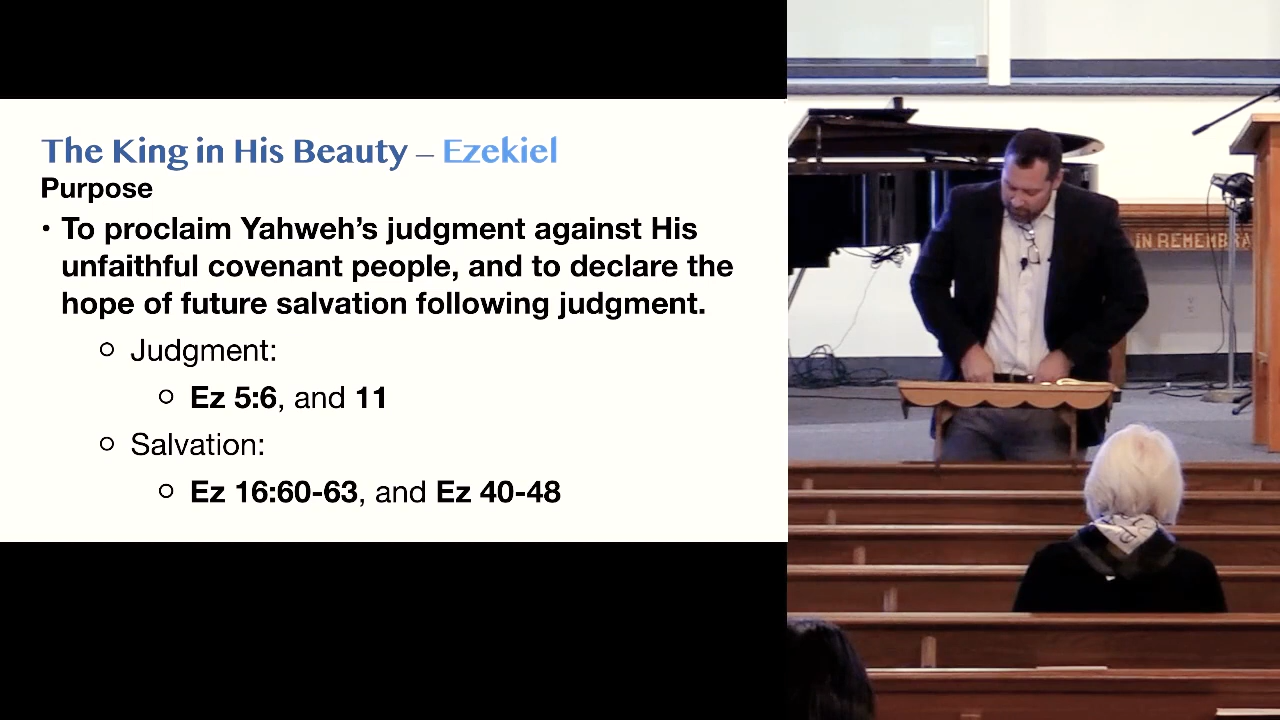 The King in His Beauty – Ezekiel
Purpose
• To proclaim Yahweh’s judgment against His
unfaithful covenant people, and to declare the
hope of future salvation following judgment.
○ Judgment:
○ Ez 5:6, and 11
○ Salvation:
○ Ez 16:60-63, and Ez 40-48
IN REMEMBRA